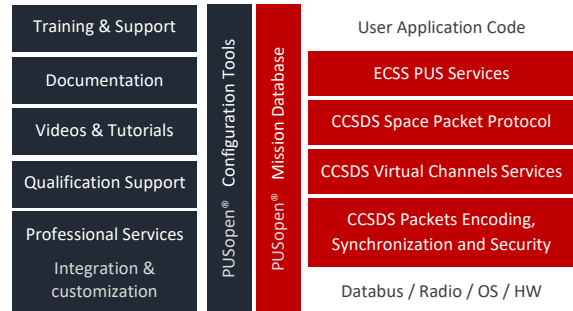 Training & Support
Documentation
Videos & Tutorials
Qualification Support
Professional Services
Integration &
customization
PUSopen® Configuration Tools
PUSopen® Mission Database
User Application Code
ECSS PUS Services
CCSDS Space Packet Protocol
CCSDS Virtual Channels Services
CCSDS Packets Encoding,
Synchronization and Security
Databus / Radio / OS / HW